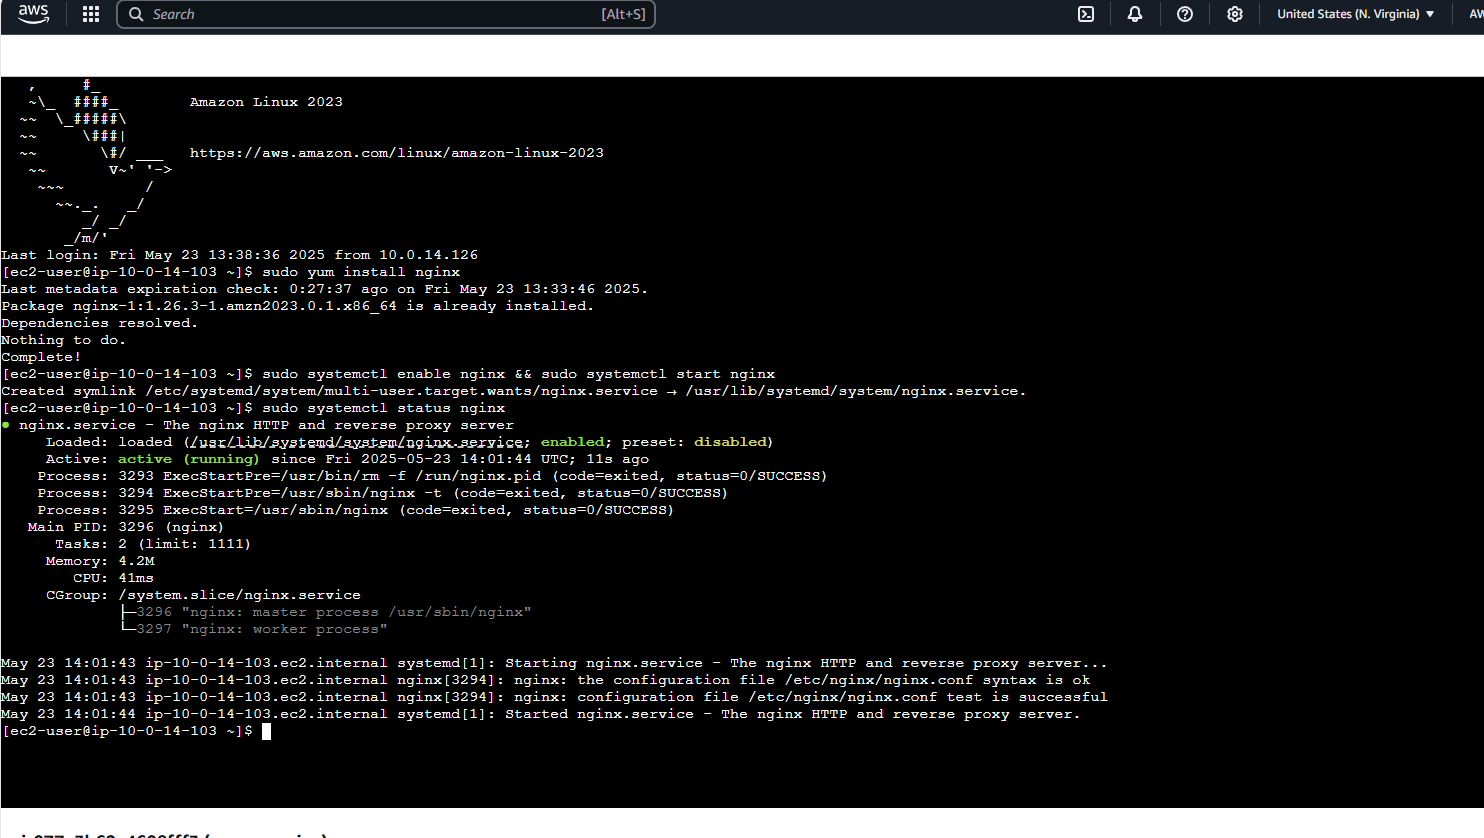 aws
Search [Alt+S] United States (N. Virginia)
,     #_
~\_  ####_        Amazon Linux 2023
~~  \_#####\
~~     \###|
~~       \#/ ___   https://aws.amazon.com/linux/amazon-linux-2023
~~       V~' '->
~~~         /
~~._.   _/
_/ _/
_/m/'
Last login: Fri May 23 13:38:36 2025 from 10.0.14.126
[ec2-user@ip-10-0-14-103 ~]$ sudo yum install nginx
Last metadata expiration check: 0:27:37 ago on Fri May 23 13:33:46 2025.
Package nginx-1:1.26.3-1.amzn2023.0.1.x86_64 is already installed.
Dependencies resolved.
Nothing to do.
Complete!
[ec2-user@ip-10-0-14-103 ~]$ sudo systemctl enable nginx && sudo systemctl start nginx
Created symlink /etc/systemd/system/multi-user.target.wants/nginx.service → /usr/lib/systemd/system/nginx.service.
[ec2-user@ip-10-0-14-103 ~]$ sudo systemctl status nginx
● nginx.service - The nginx HTTP and reverse proxy server
Loaded: loaded (/usr/lib/systemd/system/nginx.service; enabled; preset: disabled)
Active: active (running) since Fri 2025-05-23 14:01:44 UTC; 11s ago
Process: 3293 ExecStartPre=/usr/bin/rm -f /run/nginx.pid (code=exited, status=0/SUCCESS)
Process: 3294 ExecStartPre=/usr/sbin/nginx -t (code=exited, status=0/SUCCESS)
Process: 3295 ExecStart=/usr/sbin/nginx (code=exited, status=0/SUCCESS)
Main PID: 3296 (nginx)
Tasks: 2 (limit: 1111)
Memory: 4.2M
CPU: 41ms
CGroup: /system.slice/nginx.service
├─3296 "nginx: master process /usr/sbin/nginx"
└─3297 "nginx: worker process"
May 23 14:01:43 ip-10-0-14-103.ec2.internal systemd[1]: Starting nginx.service - The nginx HTTP and reverse proxy server...
May 23 14:01:43 ip-10-0-14-103.ec2.internal nginx[3294]: nginx: the configuration file /etc/nginx/nginx.conf syntax is ok
May 23 14:01:43 ip-10-0-14-103.ec2.internal nginx[3294]: nginx: configuration file /etc/nginx/nginx.conf test is successful
May 23 14:01:44 ip-10-0-14-103.ec2.internal systemd[1]: Started nginx.service - The nginx HTTP and reverse proxy server.
[ec2-user@ip-10-0-14-103 ~]$